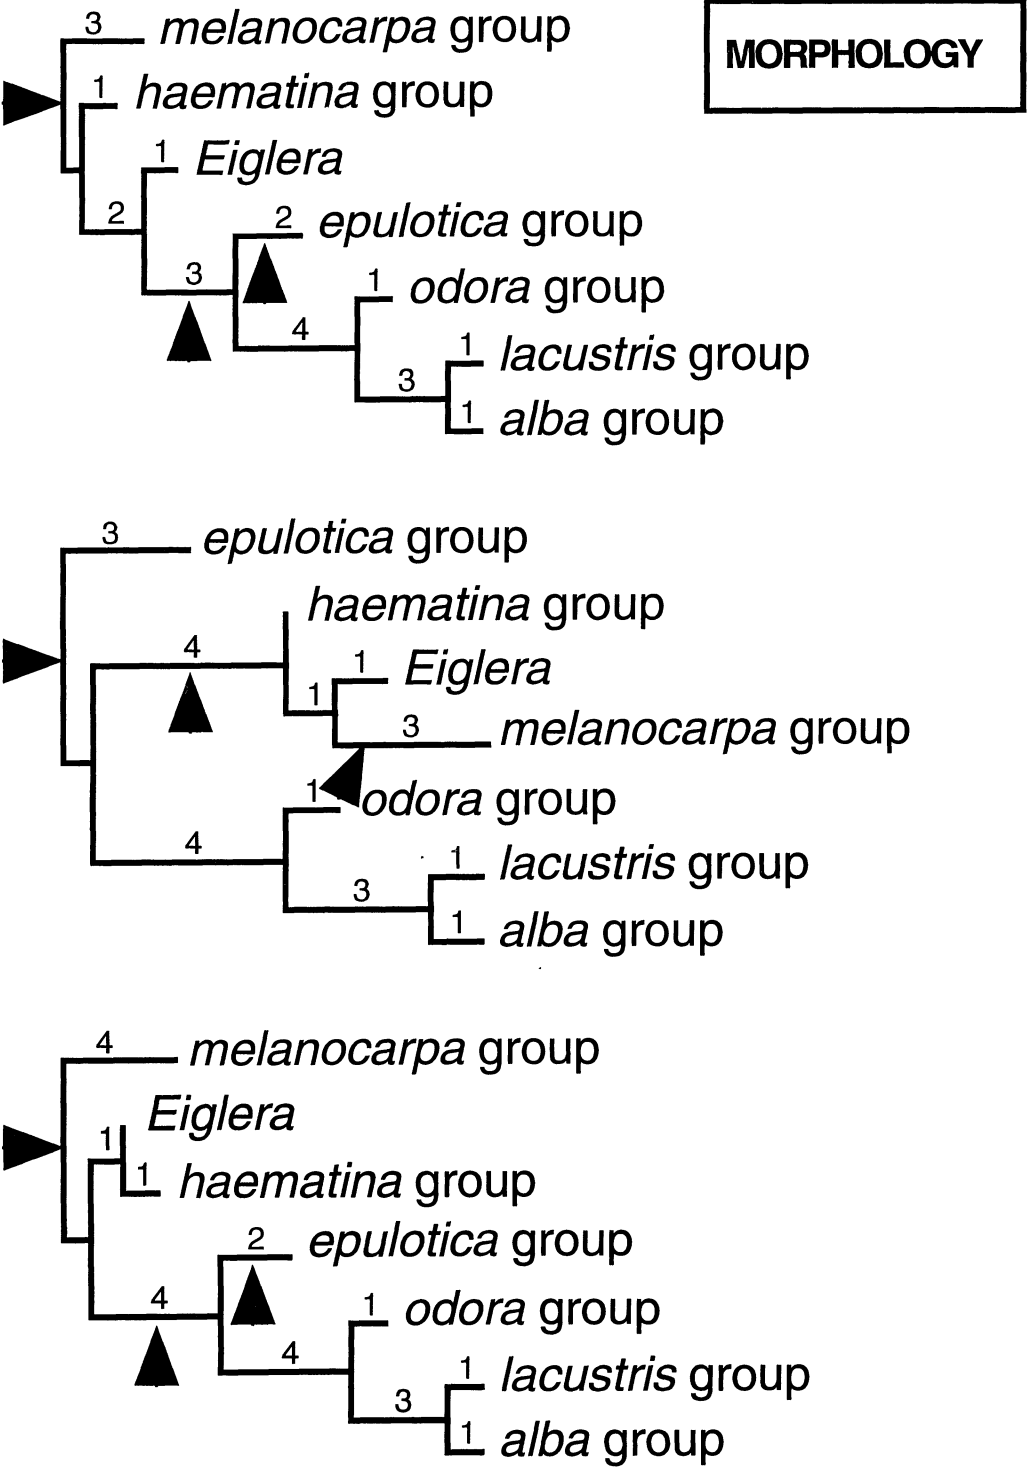 MORPHOLOGY
3 melanocarpa group
1 haematina group
1 Eiglera
2
2 epulotica group
3
1 odora group
4
1 lacustris group
3
1 alba group
3 epulotica group
haematina group
4
1 Eiglera
1
3 melanocarpa group
1 odora group
4
1 lacustris group
3
1 alba group
4 melanocarpa group
Eiglera
1
1 haematina group
2 epulotica group
4
1 odora group
4
1 lacustris group
3
1 alba group